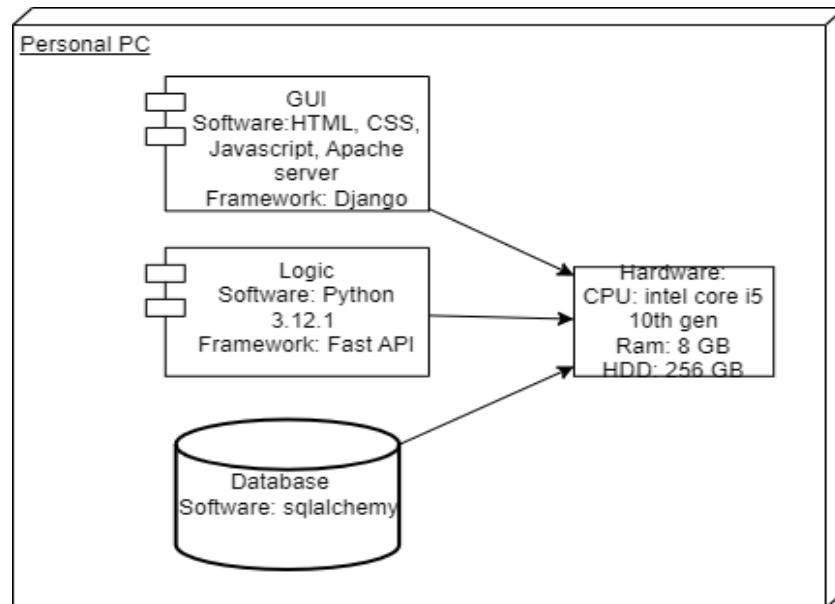 Personal PC
GUI
Software:HTML, CSS,
Javascript, Apache
server
Framework: Django
Logic
Software: Python
3.12.1
Framework: Fast API
Hardware:
CPU: intel core i5
10th gen
Ram: 8 GB
HDD: 256 GB
Database
Software: sqlalchemy